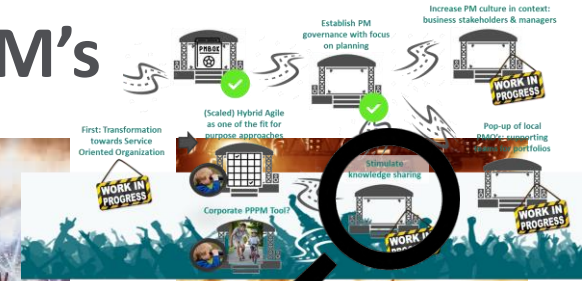 M's
PMBOK
Establish PM
governance with focus
on planning
Increase PM culture in context:
business stakeholders & managers
WORK IN
PROGRESS
First: Transformation
towards Service
Oriented Organization
WORK IN
PROGRESS
(Scaled) Hybrid Agile
as one of the fit for
purpose approaches
Stimulate
knowledge sharing
WORK IN
Pop-up of local
PMO's: supporting
portfolios
WORK IN
PROGRESS
Corporate PPPM Tool?